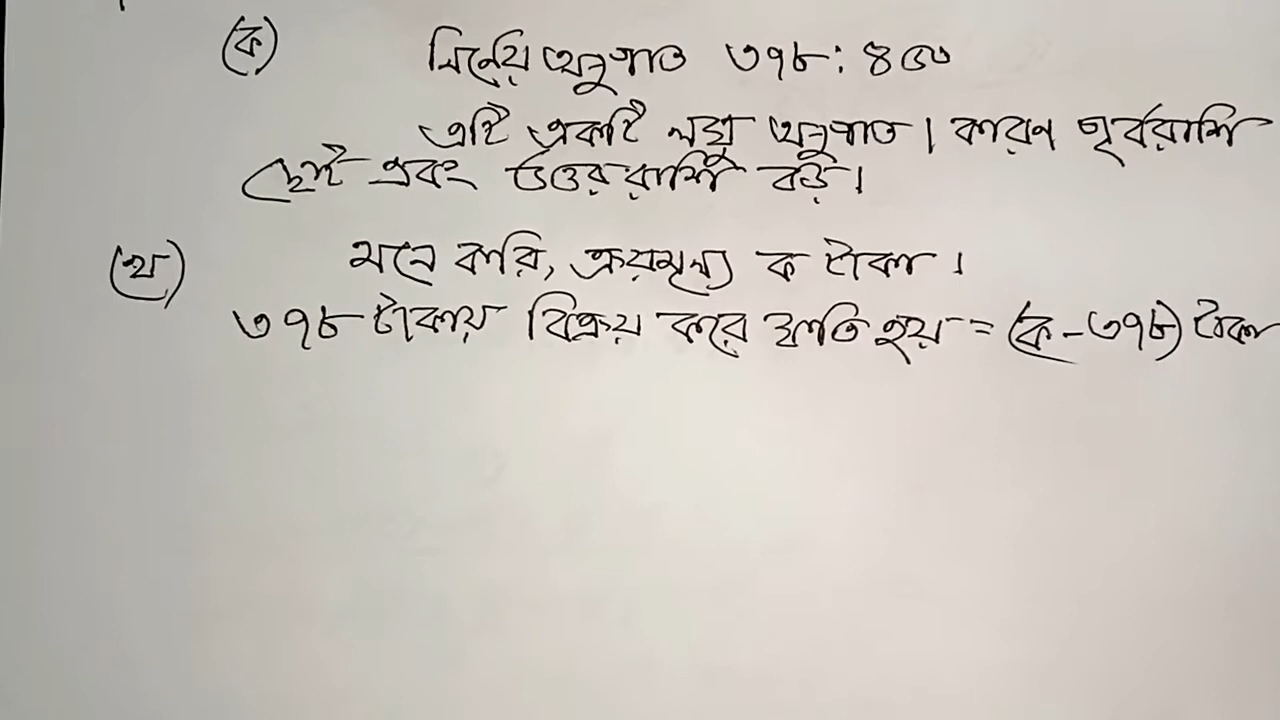 (ক) নির্ণেয় অনুপাত ৩৭৮ : ৪৫০
এটি একটি লঘু অনুপাত। কারণ পূর্বরাশি
ছোট এবং উত্তররাশি বড়।
(খ) মনে করি, ক্রয়মূল্য ক টাকা।
৩৭৮ টাকায় বিক্রয় করে ক্ষতি হয় = (ক - ৩৭৮) টাকা